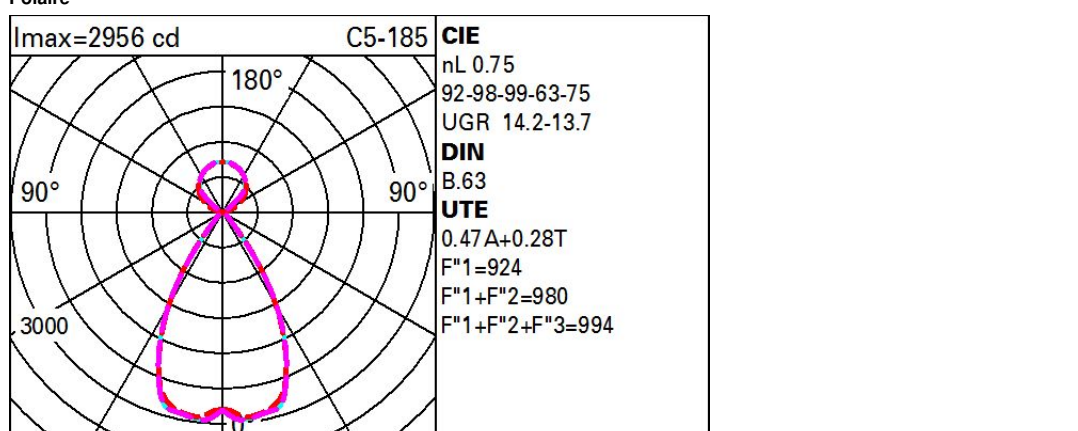 Polaire
Imax=2956 cd
C5-185
180°
90°
90°
3000
0°
CIE
nL 0.75
92-98-99-63-75
UGR 14.2-13.7
DIN
B.63
UTE
0.47A+0.28T
F"1=924
F"1+F"2=980
F"1+F"2+F"3=994